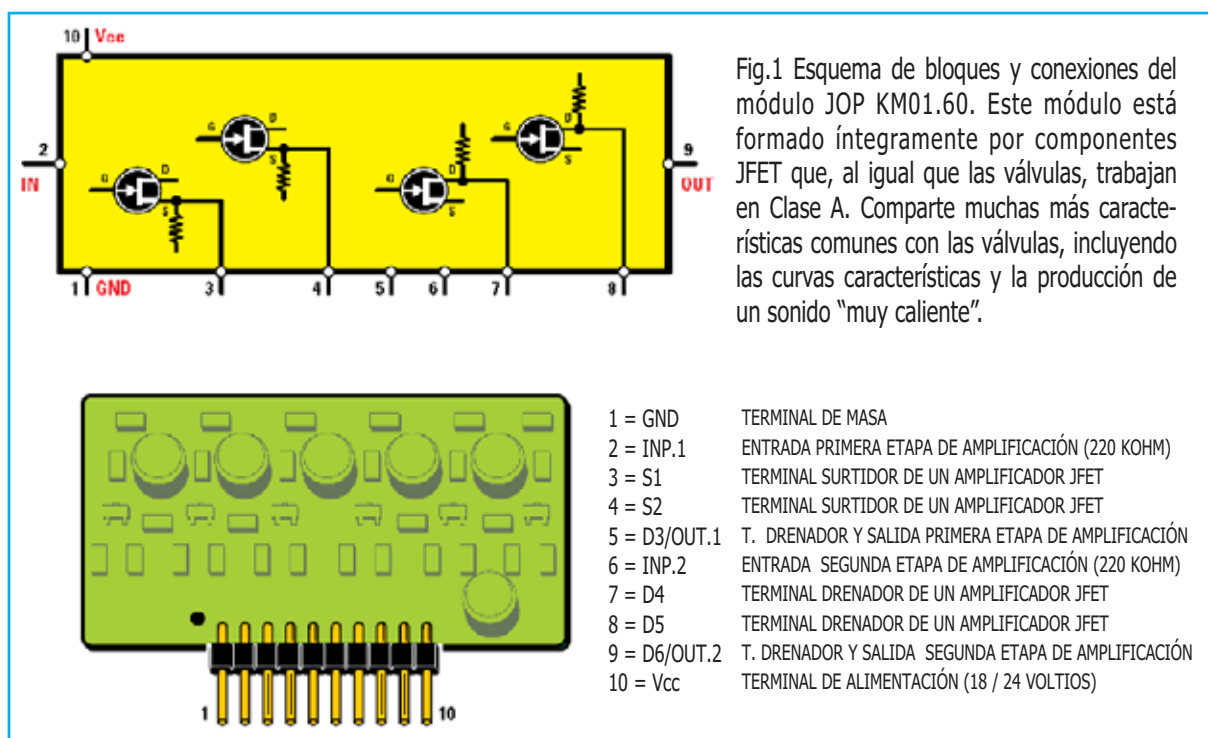 10 Vcc
G D S
G D S
G D S
G D S
2
IN
9
OUT
1 GND 3 4 5 6 7 8
Fig.1 Esquema de bloques y conexiones del
módulo JOP KM01.60. Este módulo está
formado íntegramente por componentes
JFET que, al igual que las válvulas, trabajan
en Clase A. Comparte muchas más caracte-
rísticas comunes con las válvulas, incluyendo
las curvas características y la producción de
un sonido “muy caliente”.
1 = GND TERMINAL DE MASA
2 = INP.1 ENTRADA PRIMERA ETAPA DE AMPLIFICACIÓN (220 KOHM)
3 = S1 TERMINAL SURTIDOR DE UN AMPLIFICADOR JFET
4 = S2 TERMINAL SURTIDOR DE UN AMPLIFICADOR JFET
5 = D3/OUT.1 T. DRENADOR Y SALIDA PRIMERA ETAPA DE AMPLIFICACIÓN
6 = INP.2 ENTRADA SEGUNDA ETAPA DE AMPLIFICACIÓN (220 KOHM)
7 = D4 TERMINAL DRENADOR DE UN AMPLIFICADOR JFET
8 = D5 TERMINAL DRENADOR DE UN AMPLIFICADOR JFET
9 = D6/OUT.2 T. DRENADOR Y SALIDA SEGUNDA ETAPA DE AMPLIFICACIÓN
10 = Vcc TERMINAL DE ALIMENTACIÓN (18 / 24 VOLTIOS)
1 10